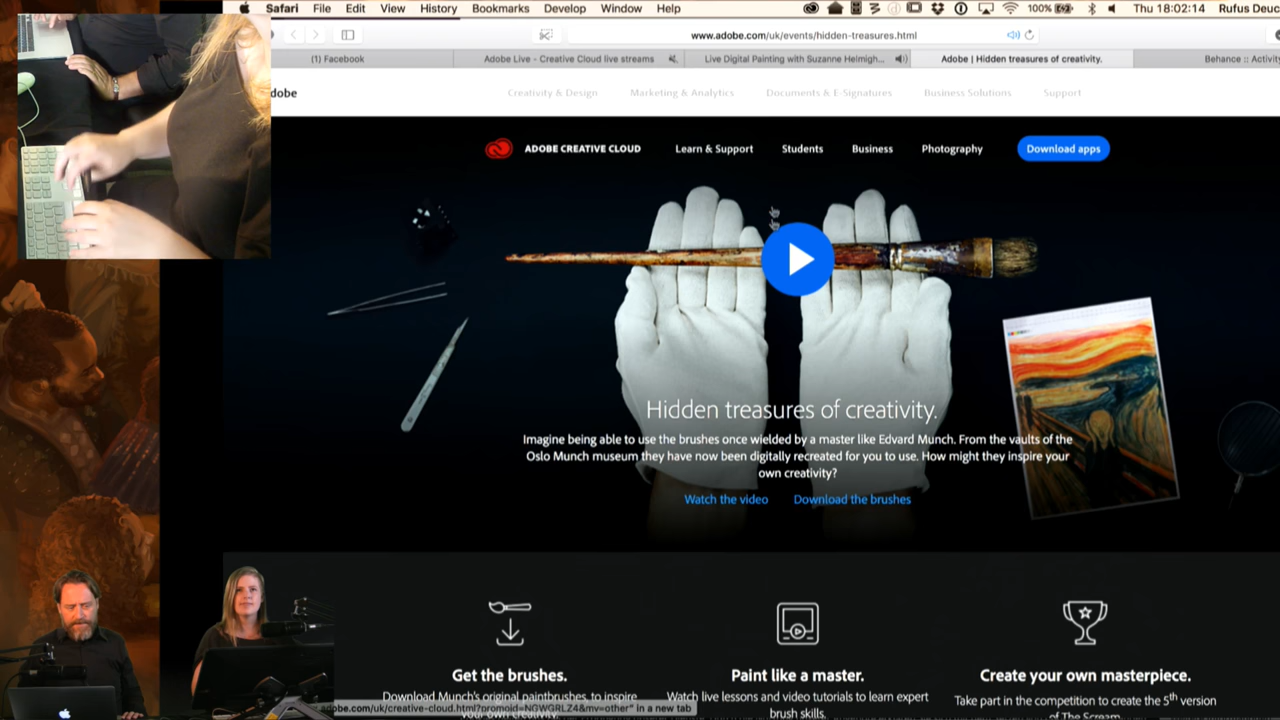 Safari File Edit View History Bookmarks Develop Window Help 100% Thu 18:02:14 Rufus Deuc
www.adobe.com/uk/events/hidden-treasures.html
(1) Facebook Adobe Live - Creative Cloud live streams Live Digital Painting with Suzanne Helmigh... Adobe | Hidden treasures of creativity. Behance :: Activity
dobe Creativity & Design Marketing & Analytics Documents & E-Signatures Business Solutions Support
ADOBE CREATIVE CLOUD Learn & Support Students Business Photography Download apps
Hidden treasures of creativity.
Imagine being able to use the brushes once wielded by a master like Edvard Munch. From the vaults of the
Oslo Munch museum they have now been digitally recreated for you to use. How might they inspire your
own creativity?
Watch the video Download the brushes
Get the brushes. Paint like a master. Create your own masterpiece.
Download Munch's original paintbrushes, to inspire Watch live lessons and video tutorials to learn expert Take part in the competition to create the 5th version
your own creativity. brush skills. of The Scream
adobe.com/uk/creative-cloud.html?promoid=NGWGRLZ4&mv=other" in a new tab